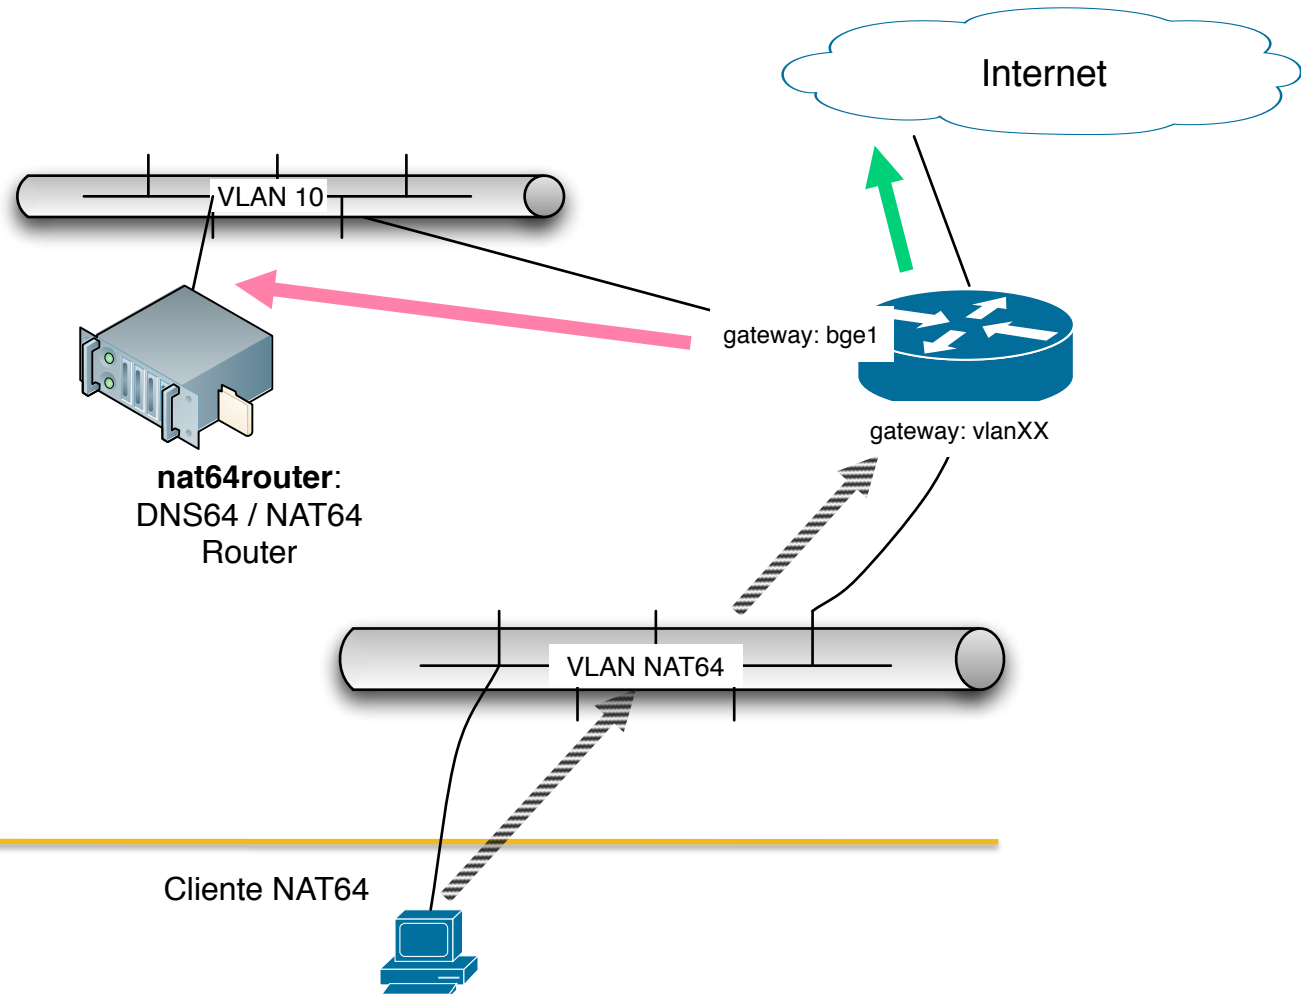 Internet
VLAN 10
gateway: bge1
gateway: vlanXX
nat64router:
DNS64 / NAT64
Router
VLAN NAT64
Cliente NAT64